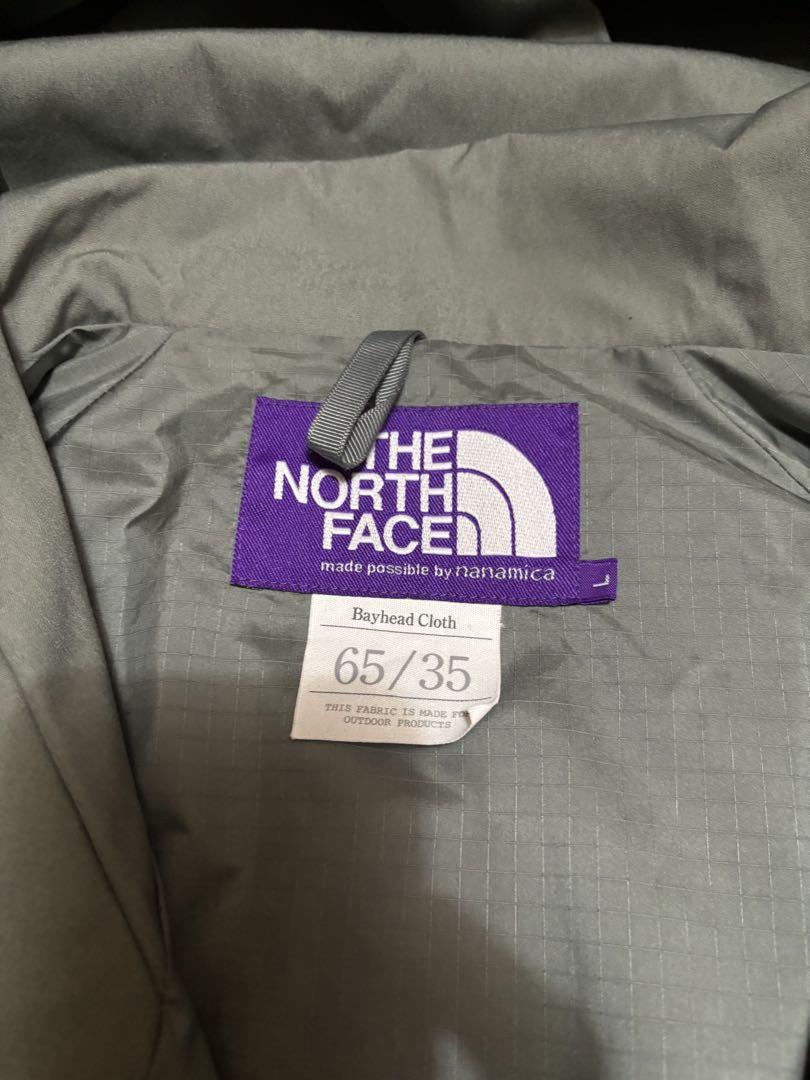 THE
NORTH
FACE
made possible by nanamica
L
Bayhead Cloth
65/35
THIS FABRIC IS MADE FOR
OUTDOOR PRODUCTS